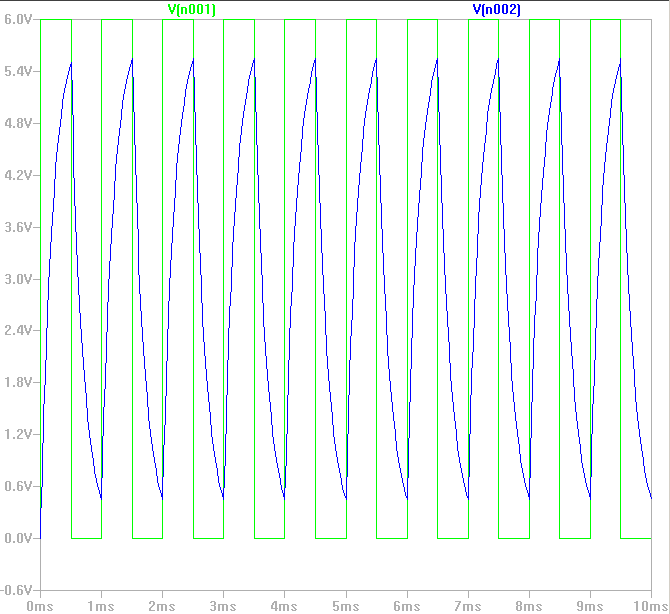 V(n001) V(n002)
6.0V
5.4V
4.8V
4.2V
3.6V
3.0V
2.4V
1.8V
1.2V
0.6V
0.0V
-0.6V
0ms 1ms 2ms 3ms 4ms 5ms 6ms 7ms 8ms 9ms 10ms